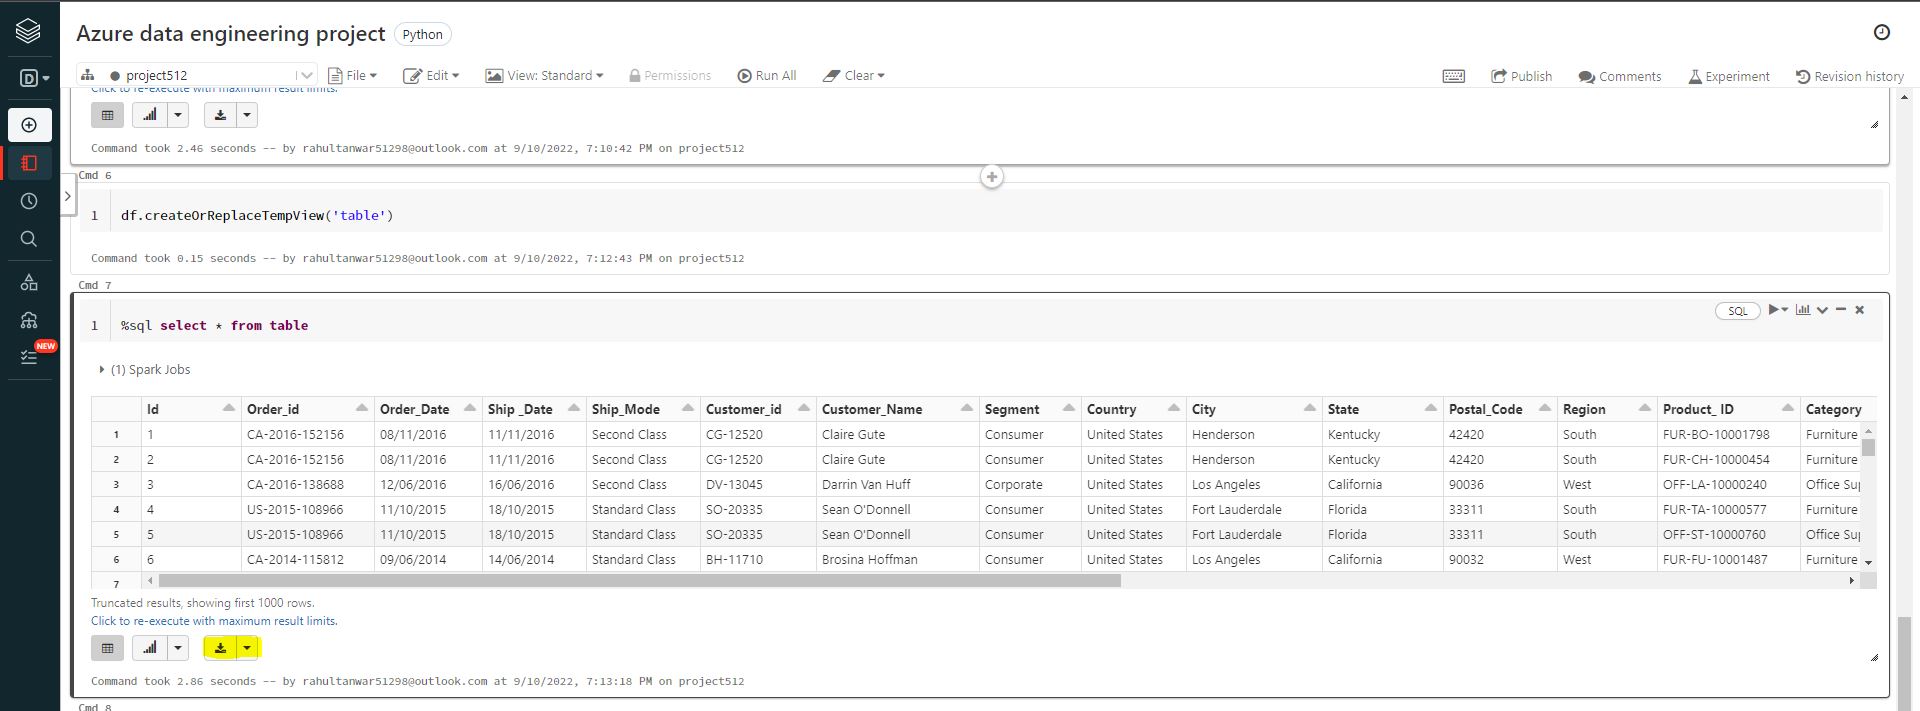 Azure data engineering project Python
D project512 File Edit View: Standard Permissions Run All Clear Publish Comments Experiment Revision history
Click to re-execute with maximum result limits.
Command took 2.46 seconds -- by rahultanwar51298@outlook.com at 9/10/2022, 7:10:42 PM on project512
Cmd 6
1 df.createOrReplaceTempView('table')
Command took 0.15 seconds -- by rahultanwar51298@outlook.com at 9/10/2022, 7:12:43 PM on project512
Cmd 7
SQL
1 %sql select * from table
NEW
(1) Spark Jobs
Id Order_id Order_Date Ship _Date Ship_Mode Customer_id Customer_Name Segment Country City State Postal_Code Region Product_ ID Category
1 1 CA-2016-152156 08/11/2016 11/11/2016 Second Class CG-12520 Claire Gute Consumer United States Henderson Kentucky 42420 South FUR-BO-10001798 Furniture
2 2 CA-2016-152156 08/11/2016 11/11/2016 Second Class CG-12520 Claire Gute Consumer United States Henderson Kentucky 42420 South FUR-CH-10000454 Furniture
3 3 CA-2016-138688 12/06/2016 16/06/2016 Second Class DV-13045 Darrin Van Huff Corporate United States Los Angeles California 90036 West OFF-LA-10000240 Office Su
4 4 US-2015-108966 11/10/2015 18/10/2015 Standard Class SO-20335 Sean O'Donnell Consumer United States Fort Lauderdale Florida 33311 South FUR-TA-10000577 Furniture
5 5 US-2015-108966 11/10/2015 18/10/2015 Standard Class SO-20335 Sean O'Donnell Consumer United States Fort Lauderdale Florida 33311 South OFF-ST-10000760 Office Su
6 6 CA-2014-115812 09/06/2014 14/06/2014 Standard Class BH-11710 Brosina Hoffman Consumer United States Los Angeles California 90032 West FUR-FU-10001487 Furniture
7
Truncated results, showing first 1000 rows.
Click to re-execute with maximum result limits.
Command took 2.86 seconds -- by rahultanwar51298@outlook.com at 9/10/2022, 7:13:18 PM on project512
Cmd 8